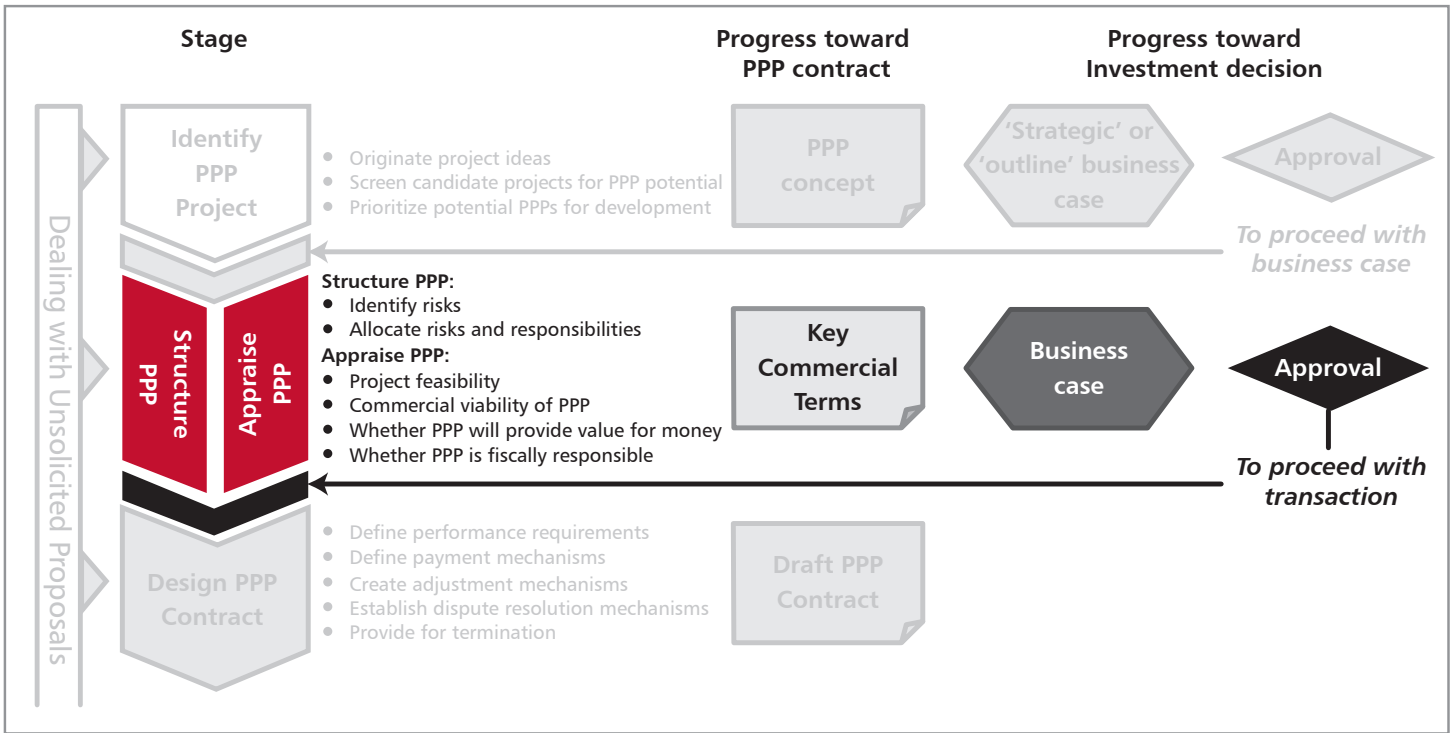 Stage
Progress toward
PPP contract
Progress toward
Investment decision
Dealing with Unsolicited Proposals
Identify
PPP
Project
• Originate project ideas
• Screen candidate projects for PPP potential
• Prioritize potential PPPs for development
PPP
concept
‘Strategic’ or
‘outline’ business
case
Approval
To proceed with
business case
Structure
PPP
Appraise
PPP
Structure PPP:
• Identify risks
• Allocate risks and responsibilities
Appraise PPP:
• Project feasibility
• Commercial viability of PPP
• Whether PPP will provide value for money
• Whether PPP is fiscally responsible
Key
Commercial
Terms
Business
case
Approval
To proceed with
transaction
Design PPP
Contract
• Define performance requirements
• Define payment mechanisms
• Create adjustment mechanisms
• Establish dispute resolution mechanisms
• Provide for termination
Draft PPP
Contract